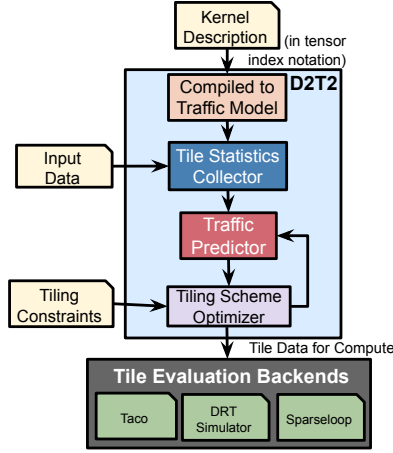 Kernel
Description
(in tensor
index notation)
D2T2
Compiled to
Traffic Model
Input
Data
Tile Statistics
Collector
Traffic
Predictor
Tiling
Constraints
Tiling Scheme
Optimizer
Tile Data for Compute
Tile Evaluation Backends
Taco
DRT
Simulator
Sparseloop